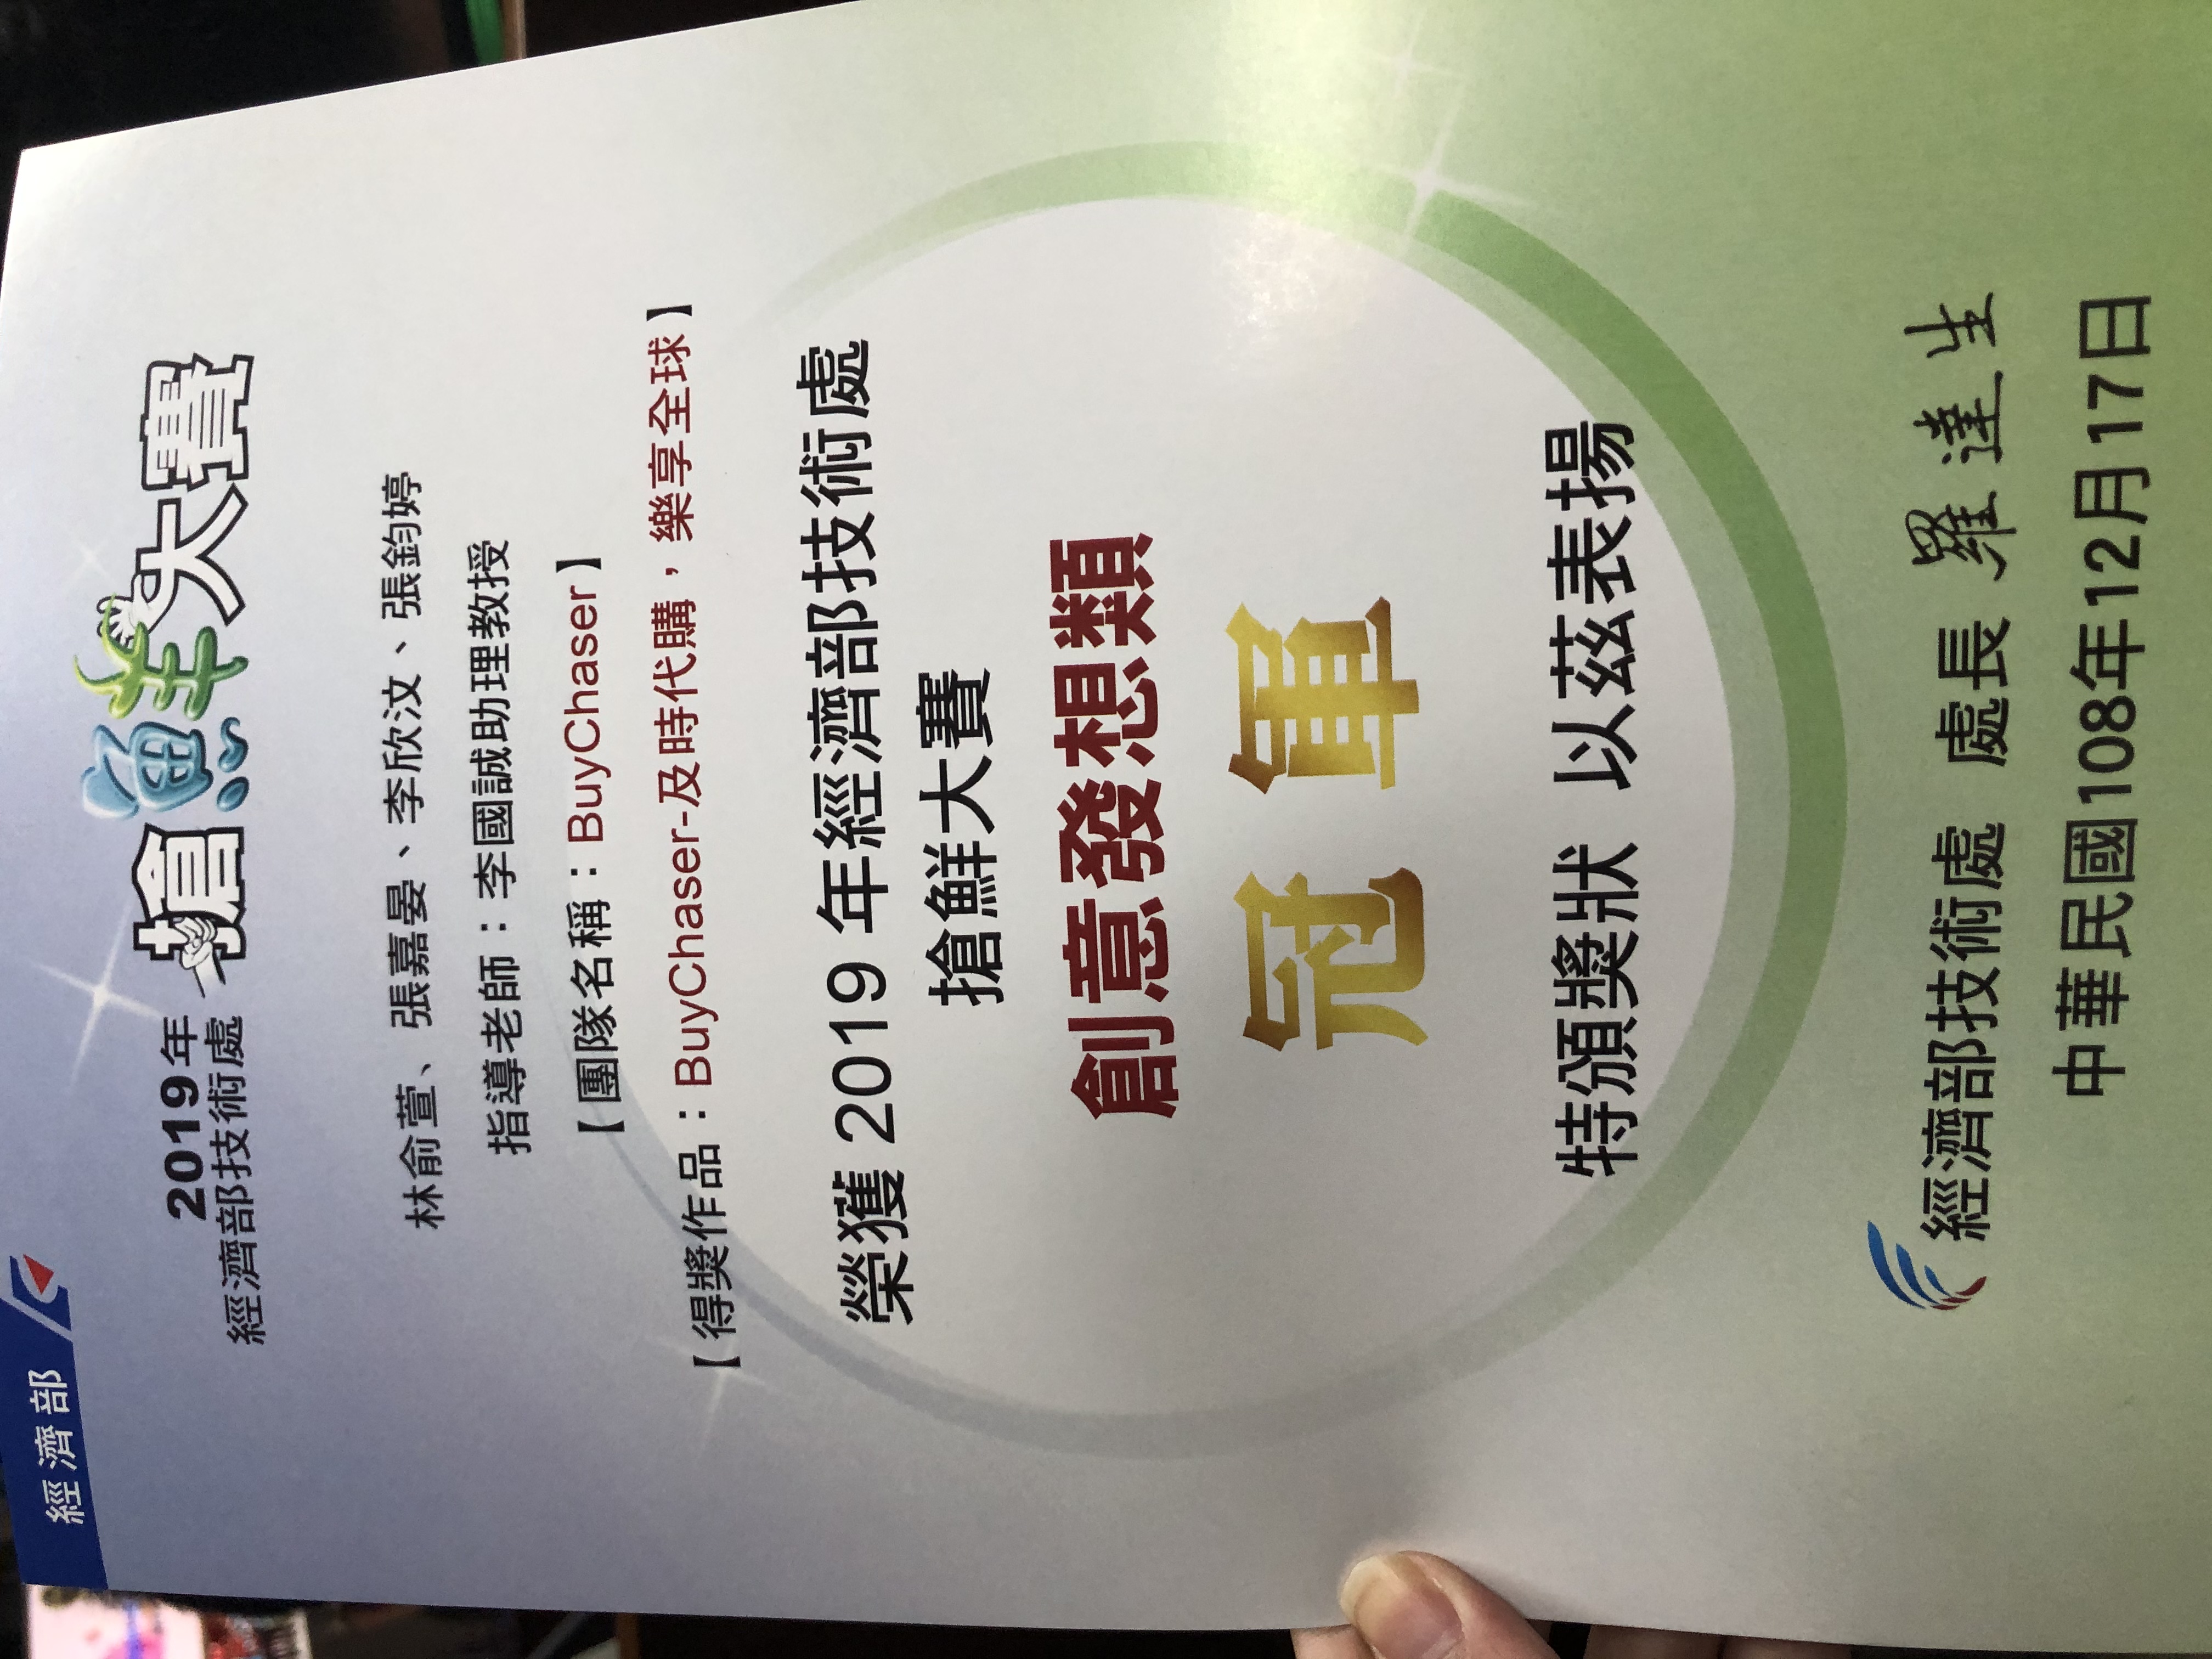 經濟部
2019年
經濟部技術處
搶鮮大賽
林俞萱、張嘉晏、李欣汶、張鈞婷
指導老師：李國誠助理教授
【團隊名稱：BuyChaser】
【得獎作品：BuyChaser-及時代購，樂享全球】
榮獲 2019 年經濟部技術處
搶鮮大賽
創意發想類
冠軍
特頒獎狀 以茲表揚
經濟部技術處 處長 羅達生
中華民國108年12月17日